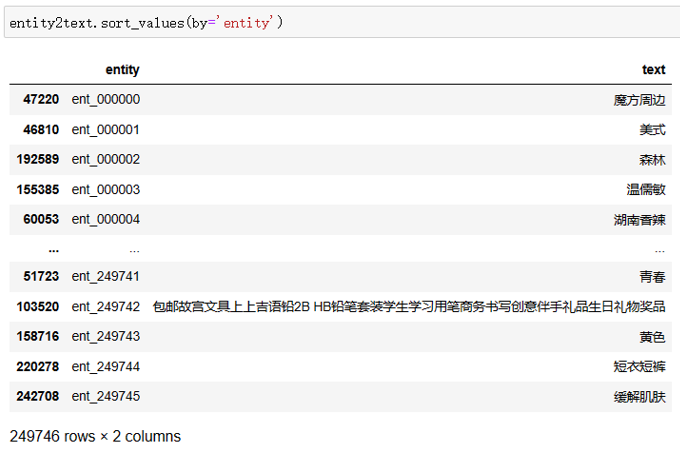 entity2text.sort_values(by='entity')
entity text
47220 ent_000000 魔方周边
46810 ent_000001 美式
192589 ent_000002 森林
155385 ent_000003 温儒敏
60053 ent_000004 湖南香辣
... ... ...
51723 ent_249741 青春
103520 ent_249742 包邮故宫文具上上吉语铅2B HB铅笔套装学生学习用笔商务书写创意伴手礼品生日礼物奖品
158716 ent_249743 黄色
220278 ent_249744 短衣短裤
242708 ent_249745 缓解肌肤
249746 rows × 2 columns